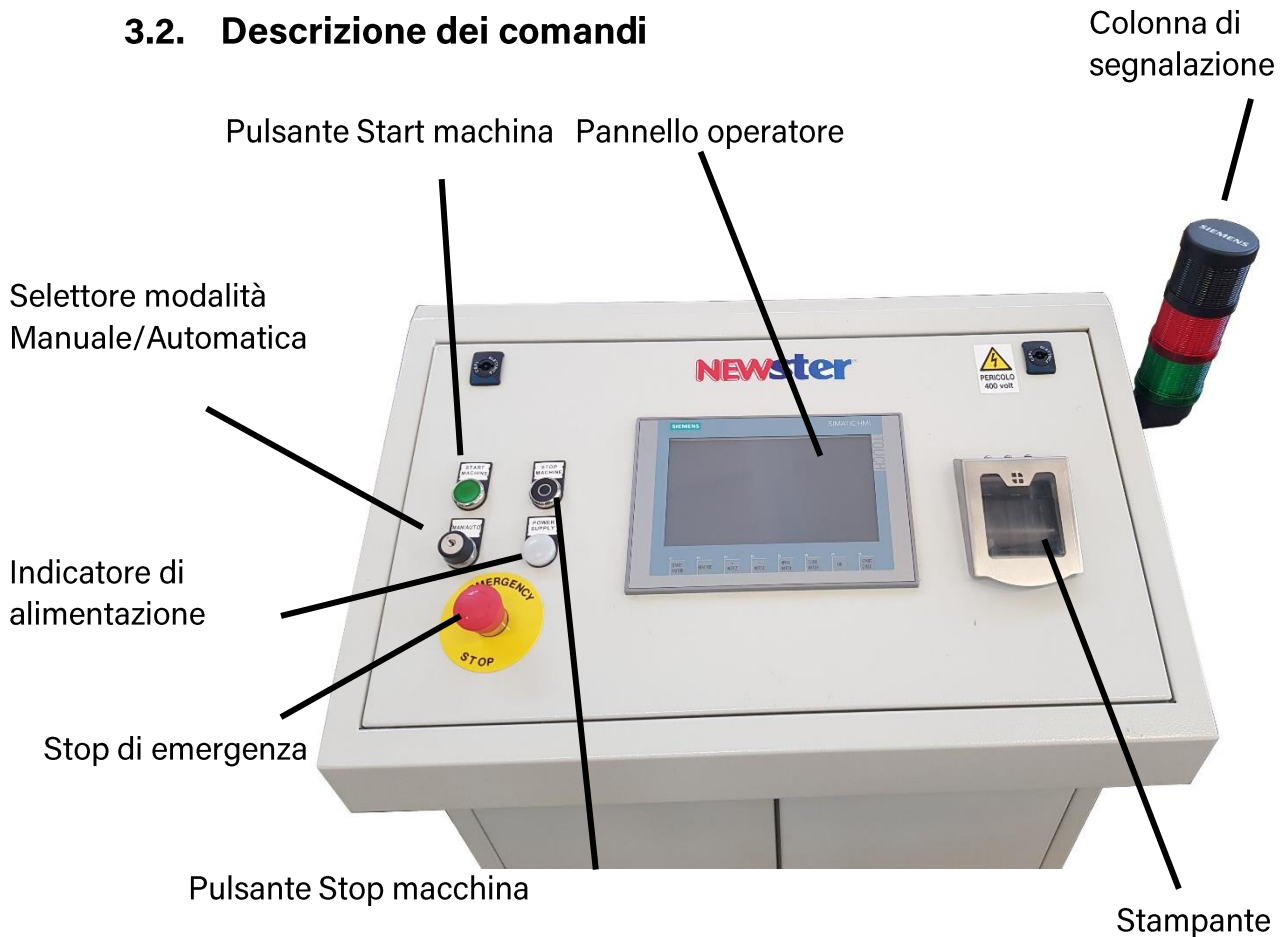 3.2. Descrizione dei comandi
Colonna di
segnalazione
Pulsante Start machina
Pannello operatore
Selettore modalità
Manuale/Automatica
SIEMENS
NEWster
PERICOLO
400 volt
SIEMENS
SIMATIC HMI
TOUCH
START
MACHINE
STOP
MACHINE
MAN/AUTO
POWER
SUPPLY
Indicatore di
alimentazione
EMERGENCY
STOP
Stop di emergenza
Pulsante Stop macchina
Stampante